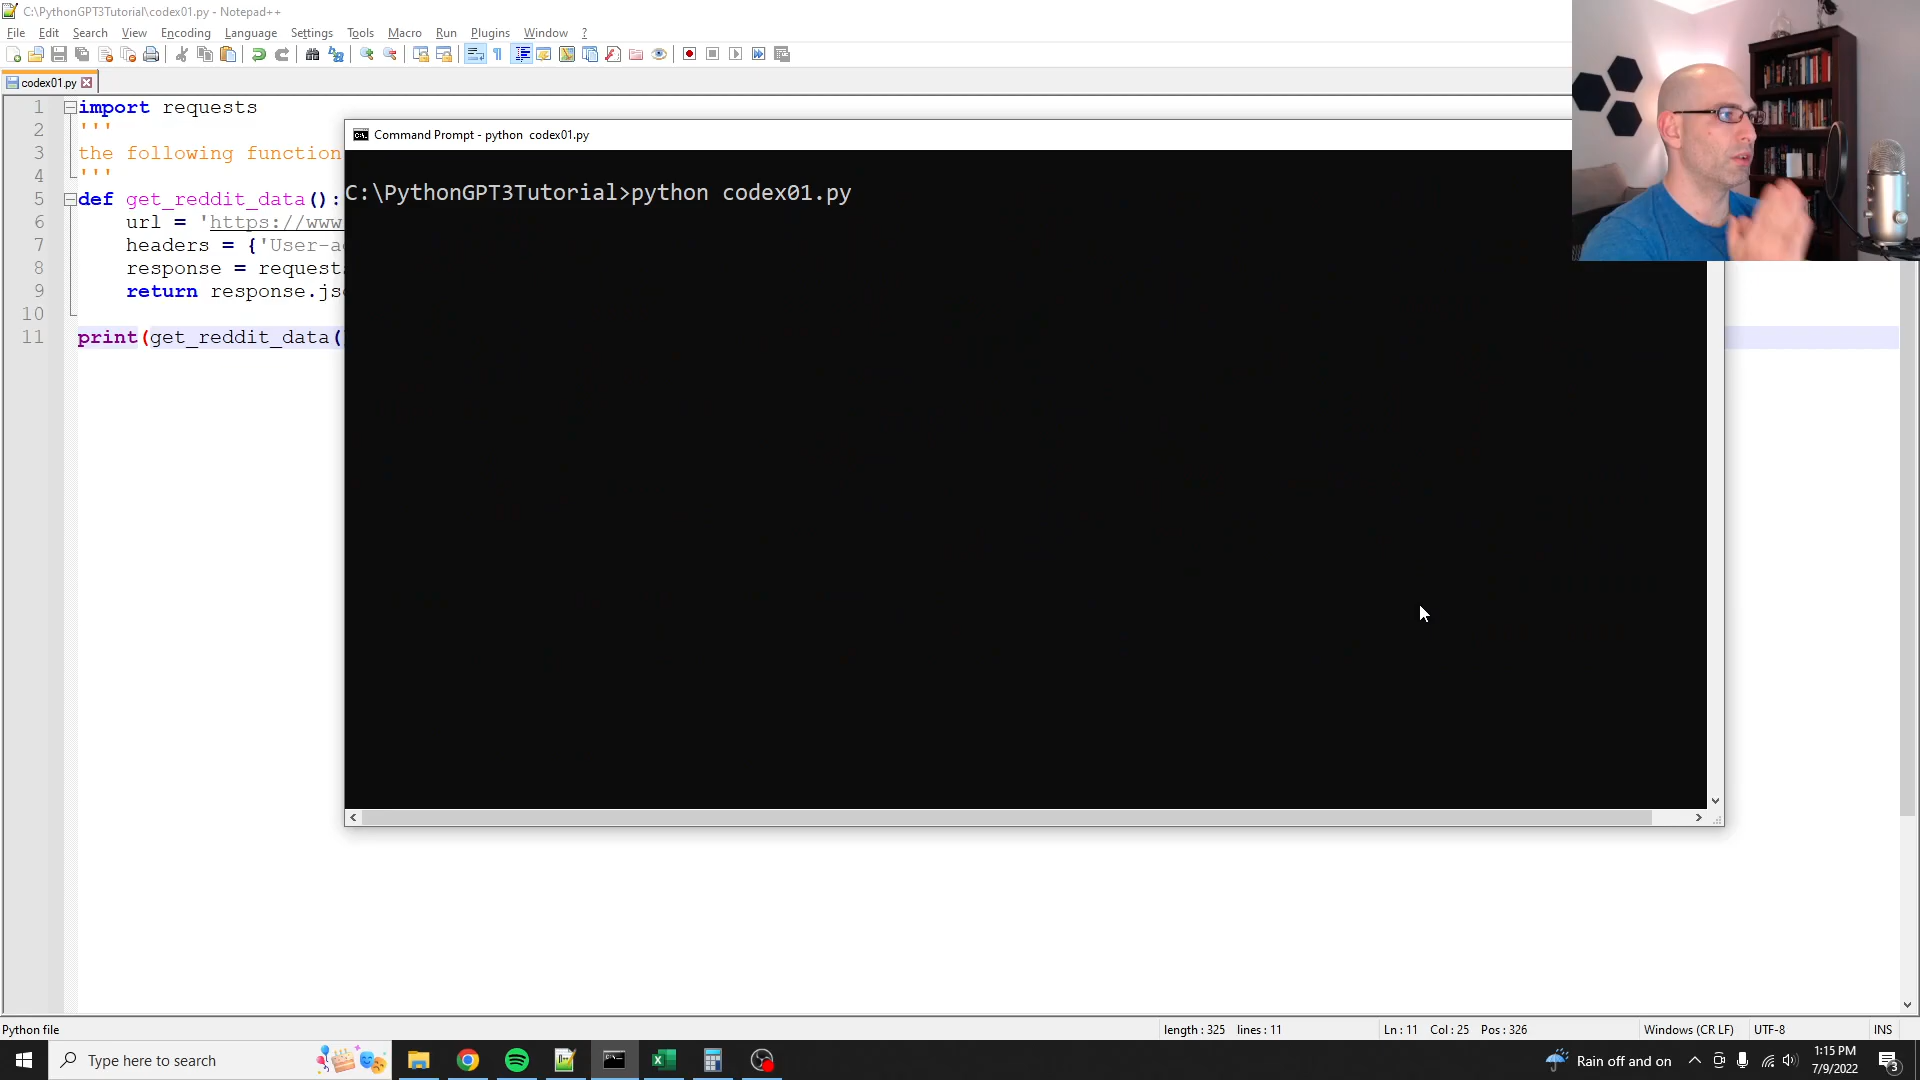 C:\PythonGPT3Tutorial\codex01.py - Notepad++
File Edit Search View Encoding Language Settings Tools Macro Run Plugins Window ?
codex01.py
1 import requests
2 '''
3 the following function
4 '''
5 def get_reddit_data():
6 url = 'https://www
7 headers = {'User-a
8 response = request
9 return response.js
10
11 print(get_reddit_data(
Command Prompt - python codex01.py
C:\PythonGPT3Tutorial>python codex01.py
Python file
length : 325 lines : 11
Ln : 11 Col : 25 Pos : 326
Windows (CR LF)
UTF-8
INS
Type here to search
Rain off and on
1:15 PM
7/9/2022
3